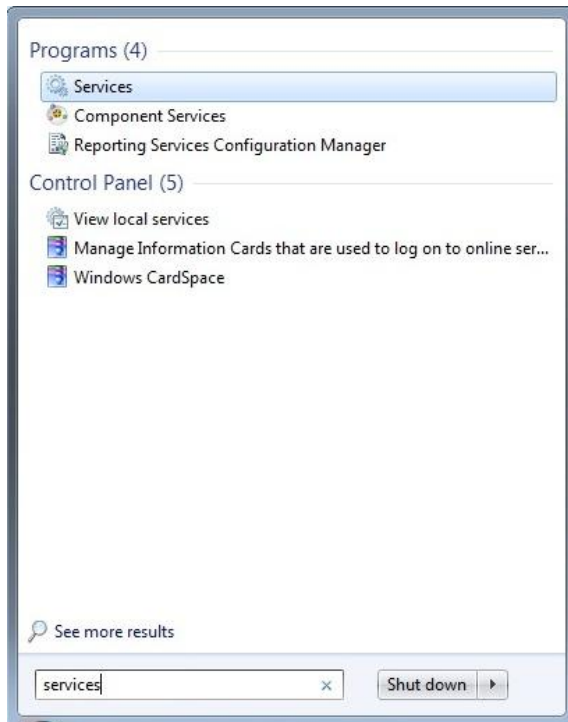 Programs (4)
Services
Component Services
Reporting Services Configuration Manager
Control Panel (5)
View local services
Manage Information Cards that are used to log on to online ser...
Windows CardSpace
See more results
services
Shut down